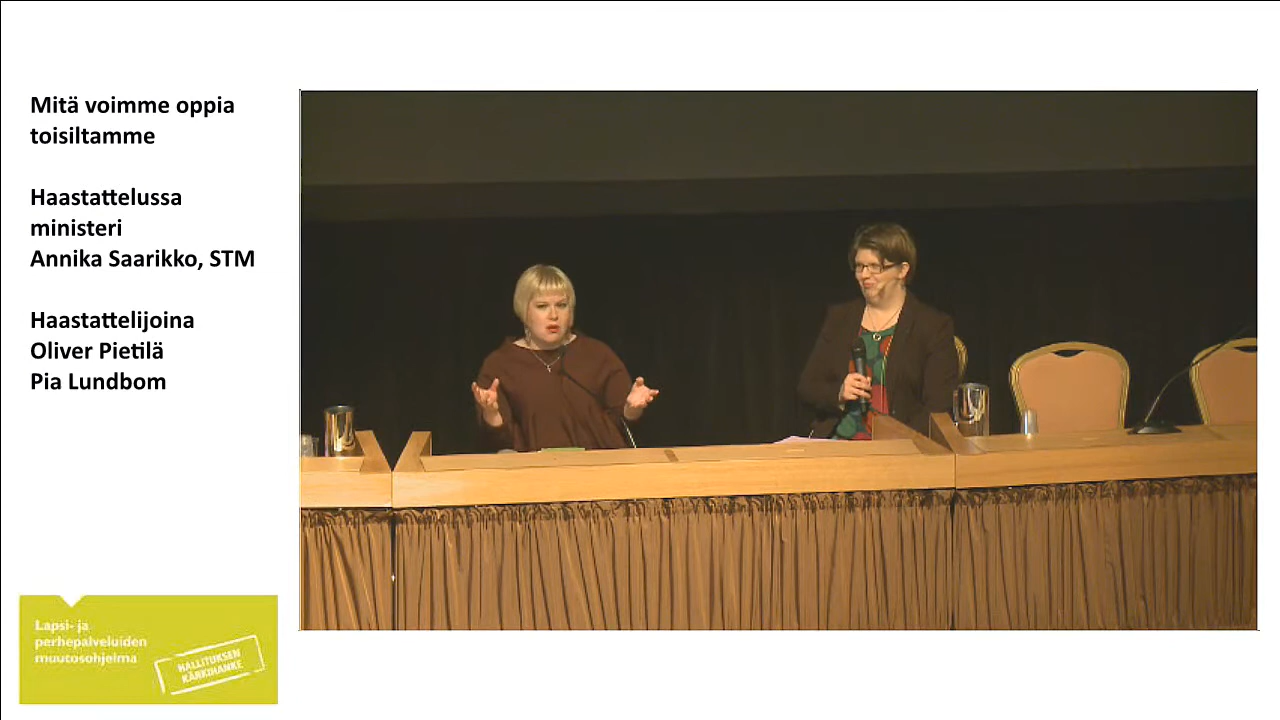 Mitä voimme oppia
toisiltamme
Haastattelussa
ministeri
Annika Saarikko, STM
Haastattelijoina
Oliver Pietilä
Pia Lundbom
Lapsi- ja
perhepalveluiden
muutosohjelma
HALLITUKSEN
KÄRKIHANKE